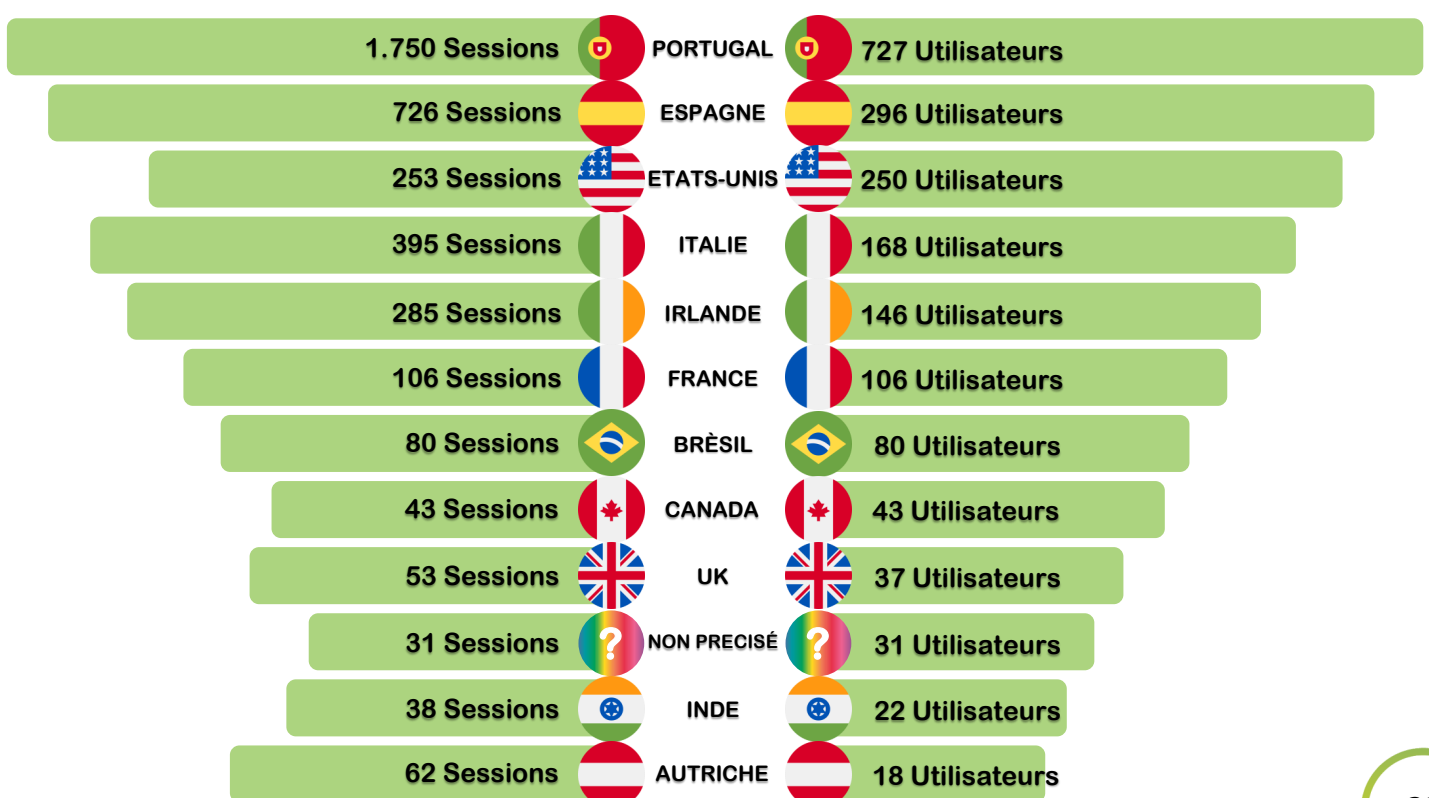 1.750 Sessions PORTUGAL 727 Utilisateurs
726 Sessions ESPAGNE 296 Utilisateurs
253 Sessions ETATS-UNIS 250 Utilisateurs
395 Sessions ITALIE 168 Utilisateurs
285 Sessions IRLANDE 146 Utilisateurs
106 Sessions FRANCE 106 Utilisateurs
80 Sessions BRÈSIL 80 Utilisateurs
43 Sessions CANADA 43 Utilisateurs
53 Sessions UK 37 Utilisateurs
31 Sessions ? NON PRECISÉ ? 31 Utilisateurs
38 Sessions INDE 22 Utilisateurs
62 Sessions AUTRICHE 18 Utilisateurs